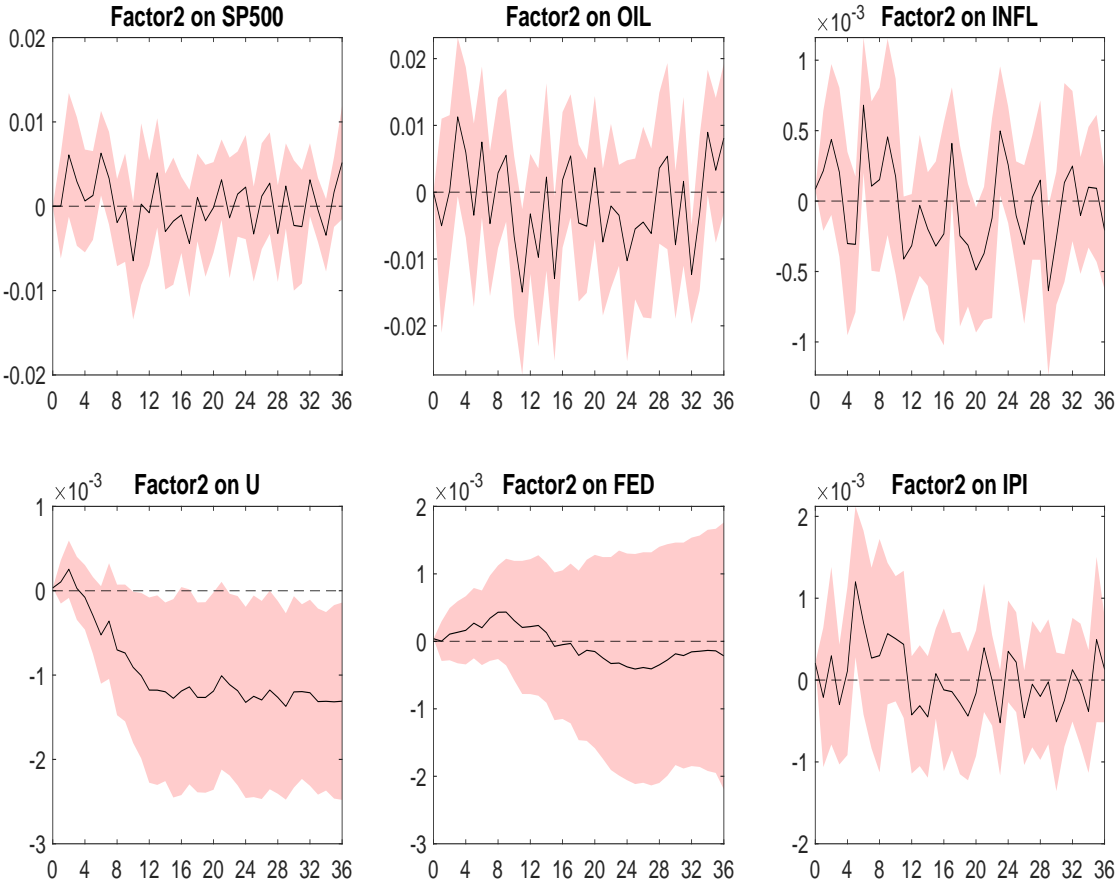 Factor2 on SP500
0.02
0.01
0
-0.01
-0.02
0 4 8 12 16 20 24 28 32 36
Factor2 on OIL
0.02
0.01
0
-0.01
-0.02
0 4 8 12 16 20 24 28 32 36
×10-3 Factor2 on INFL
1
0.5
0
-0.5
-1
0 4 8 12 16 20 24 28 32 36
×10-3 Factor2 on U
1
0
-1
-2
-3
0 4 8 12 16 20 24 28 32 36
×10-3 Factor2 on FED
2
1
0
-1
-2
-3
0 4 8 12 16 20 24 28 32 36
×10-3 Factor2 on IPI
2
1
0
-1
-2
0 4 8 12 16 20 24 28 32 36